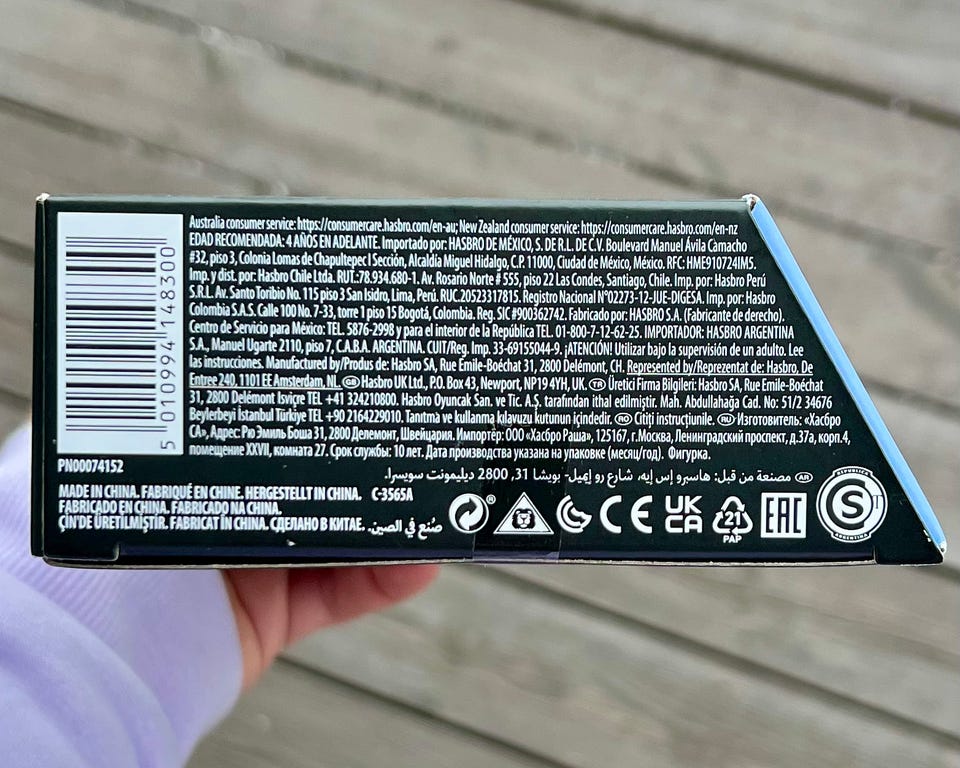 5 010994 148300
Australia consumer service: https://consumercare.hasbro.com/en-au; New Zealand consumer service: https://consumercare.hasbro.com/en-nz
EDAD RECOMENDADA: 4 AÑOS EN ADELANTE. Importado por: HASBRO DE MÉXICO, S. DE R.L. DE C.V. Boulevard Manuel Ávila Camacho
#32, piso 3, Colonia Lomas de Chapultepec I Sección, Alcaldía Miguel Hidalgo, C.P. 11000, Ciudad de México, México. RFC: HME910724IM5.
Imp. y dist. por: Hasbro Chile Ltda. RUT.:78.934.680-1. Av. Rosario Norte # 555, piso 22 Las Condes, Santiago, Chile. Imp. por: Hasbro Perú
S.R.L. Av. Santo Toribio No. 115 piso 3 San Isidro, Lima, Perú. RUC.20523317815. Registro Nacional N°02273-12-JUE-DIGESA. Imp. por: Hasbro
Colombia S.A.S. Calle 100 No. 7-33, torre 1 piso 15 Bogotá, Colombia. Reg. SIC #900362742. Fabricado por: HASBRO S.A. (Fabricante de derecho).
Centro de Servicio para México: TEL. 5876-2998 y para el interior de la República TEL. 01-800-7-12-62-25. IMPORTADOR: HASBRO ARGENTINA
S.A., Manuel Ugarte 2110, piso 7, C.A.B.A. ARGENTINA. CUIT/Reg. Imp. 33-69155044-9. ¡ATENCIÓN! Utilizar bajo la supervisión de un adulto. Lee
las instrucciones. Manufactured by/Produs de: Hasbro SA, Rue Emile-Boéchat 31, 2800 Delémont, CH. Represented by/Reprezentat de: Hasbro, De
Entree 240, 1101 EE Amsterdam, NL. GB Hasbro UK Ltd., P.O. Box 43, Newport, NP19 4YH, UK. TR Üretici Firma Bilgileri: Hasbro SA, Rue Emile-Boéchat
31, 2800 Delémont İsviçre TEL +41 324210800. Hasbro Oyuncak San. ve Tic. A.Ş. tarafından ithal edilmiştir. Mah. Abdullahağa Cad. No: 51/2 34676
Beylerbeyi İstanbul Türkiye TEL +90 2164229010. Tanıtma ve kullanma kılavuzu kutunun içindedir. RO Citiți instrucțiunile. RU Изготовитель: «Хасбро
СА», Адрес: Рю Эмиль Боша 31, 2800 Делемонт, Швейцария. Импортёр: ООО «Хасбро Раша», 125167, г.Москва, Ленинградский проспект, д.37а, корп.4,
помещение XXVII, комната 27. Срок службы: 10 лет. Дата производства указана на упаковке (месяц/год). Фигурка.
AR مصنعة من قبل: هاسبرو إس إيه، شارع رو إميل- بويشا 31، 2800 ديليمونت سويسرا.
PN00074152
MADE IN CHINA. FABRIQUÉ EN CHINE. HERGESTELLT IN CHINA. C-3565A
FABRICADO EN CHINA. FABRICADO NA CHINA.
ÇİN'DE ÜRETİLMİŞTİR. FABRICAT ÎN CHINA. СДЕЛАНО В КИТАЕ. صُنع في الصين.
® CE UK CA 21 PAP EAC
REPUBLICA S ARGENTINA